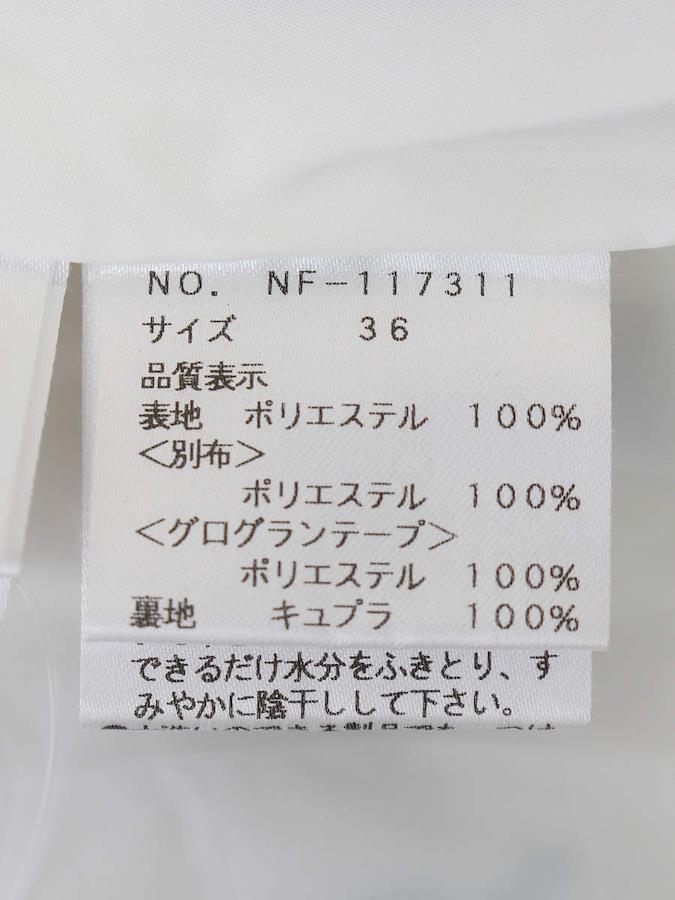 NO. NF-117311
サイズ 36
品質表示
表地 ポリエステル 100%
<別布>
ポリエステル 100%
<グログランテープ>
ポリエステル 100%
裏地 キュプラ 100%
できるだけ水分をふきとり、す
みやかに陰干しして下さい。